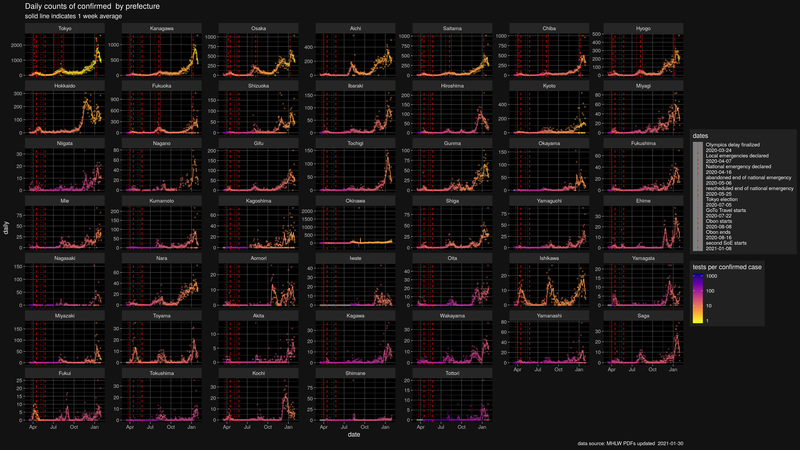 Daily counts of confirmed by prefecture
solid line indicates 1 week average
Tokyo
Kanagawa
Osaka
Aichi
Saitama
Chiba
Hyogo
Hokkaido
Fukuoka
Shizuoka
Ibaraki
Hiroshima
Kyoto
Miyagi
Niigata
Nagano
Gifu
Tochigi
Gunma
Okayama
Fukushima
Mie
Kumamoto
Kagoshima
Okinawa
Shiga
Yamaguchi
Ehime
Nagasaki
Nara
Aomori
Iwate
Oita
Ishikawa
Yamagata
Miyazaki
Toyama
Akita
Kagawa
Wakayama
Yamanashi
Saga
Fukui
Tokushima
Kochi
Shimane
Tottori
Apr Jul Oct Jan
daily
date
dates
Olympics delay finalized
2020-03-24
Local emergencies declared
2020-04-07
National emergency declared
2020-04-16
abandoned end of national emergency
2020-05-06
rescheduled end of national emergency
2020-05-25
Tokyo election
2020-07-05
GoTo Travel starts
2020-07-22
Obon starts
2020-08-08
Obon ends
2020-08-16
second SoE starts
2021-01-08
tests per confirmed case
1000
100
10
1
data source: MHLW PDFs updated 2021-01-30